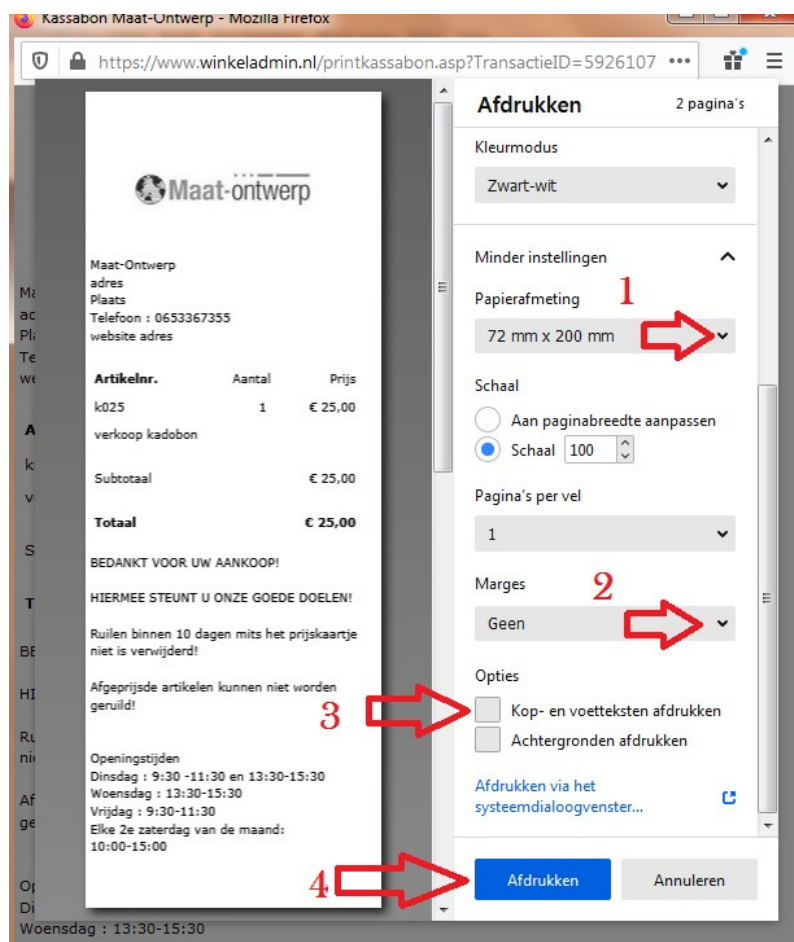 Kassabon Maat-Ontwerp - Mozilla Firefox
https://www.winkeladmin.nl/printkassabon.asp?TransactieID=5926107
Maat-ontwerp
Maat-Ontwerp
adres
Plaats
Telefoon : 0653367355
website adres
Artikelnr. Aantal Prijs
k025 1 € 25,00
verkoop kadobon
Subtotaal € 25,00
Totaal € 25,00
BEDANKT VOOR UW AANKOOP!
HIERMEE STEUNT U ONZE GOEDE DOELEN!
Ruilen binnen 10 dagen mits het prijskaartje
niet is verwijderd!
Afgeprijsde artikelen kunnen niet worden
geruild!
Openingstijden
Dinsdag : 9:30 -11:30 en 13:30-15:30
Woensdag : 13:30-15:30
Vrijdag : 9:30-11:30
Elke 2e zaterdag van de maand:
10:00-15:00
Woensdag : 13:30-15:30
Afdrukken 2 pagina's
Kleurmodus
Zwart-wit
Minder instellingen
Papierafmeting 1
72 mm x 200 mm
Schaal
Aan paginabreedte aanpassen
Schaal 100
Pagina's per vel
1
Marges 2
Geen
Opties
3 Kop- en voetteksten afdrukken
Achtergronden afdrukken
Afdrukken via het
systeemdialoogvenster...
4 Afdrukken Annuleren